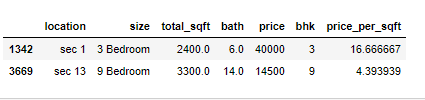 location size total_sqft bath price bhk price_per_sqft
1342 sec 1 3 Bedroom 2400.0 6.0 40000 3 16.666667
3669 sec 13 9 Bedroom 3300.0 14.0 14500 9 4.393939